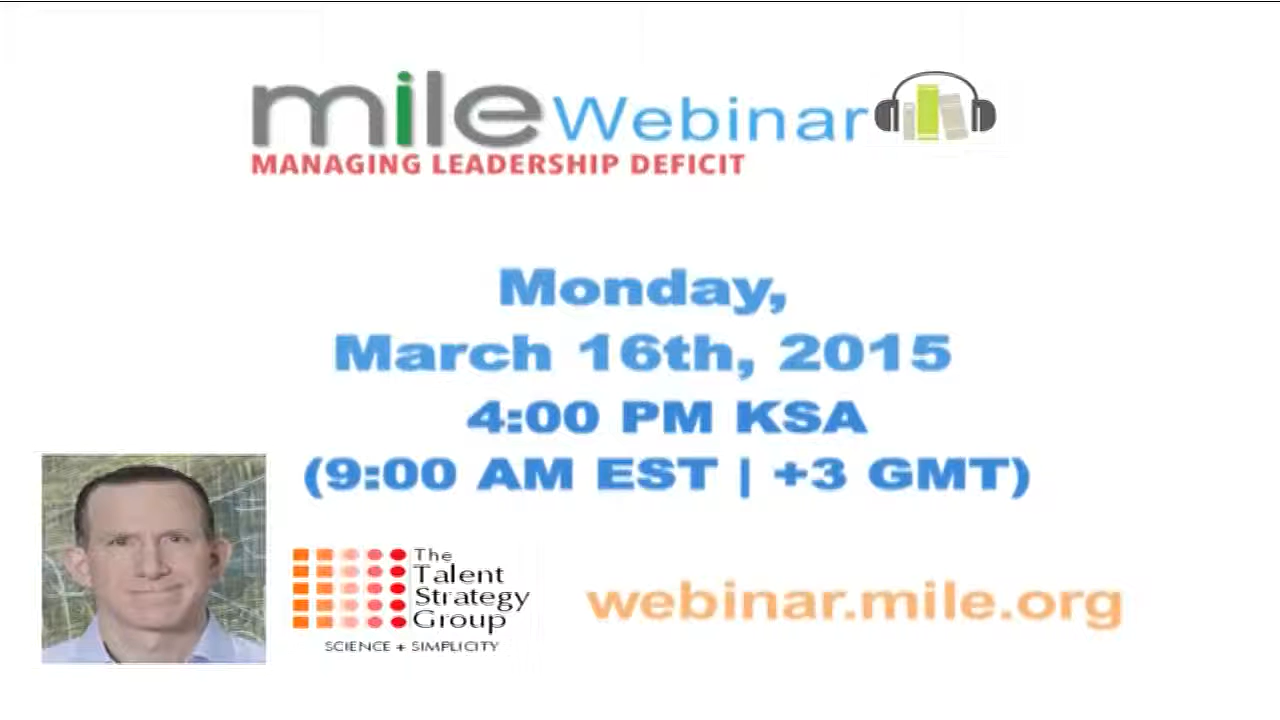 mile Webinar
MANAGING LEADERSHIP DEFICIT
Monday,
March 16th, 2015
4:00 PM KSA
(9:00 AM EST | +3 GMT)
The
Talent
Strategy
Group
SCIENCE + SIMPLICITY
webinar.mile.org